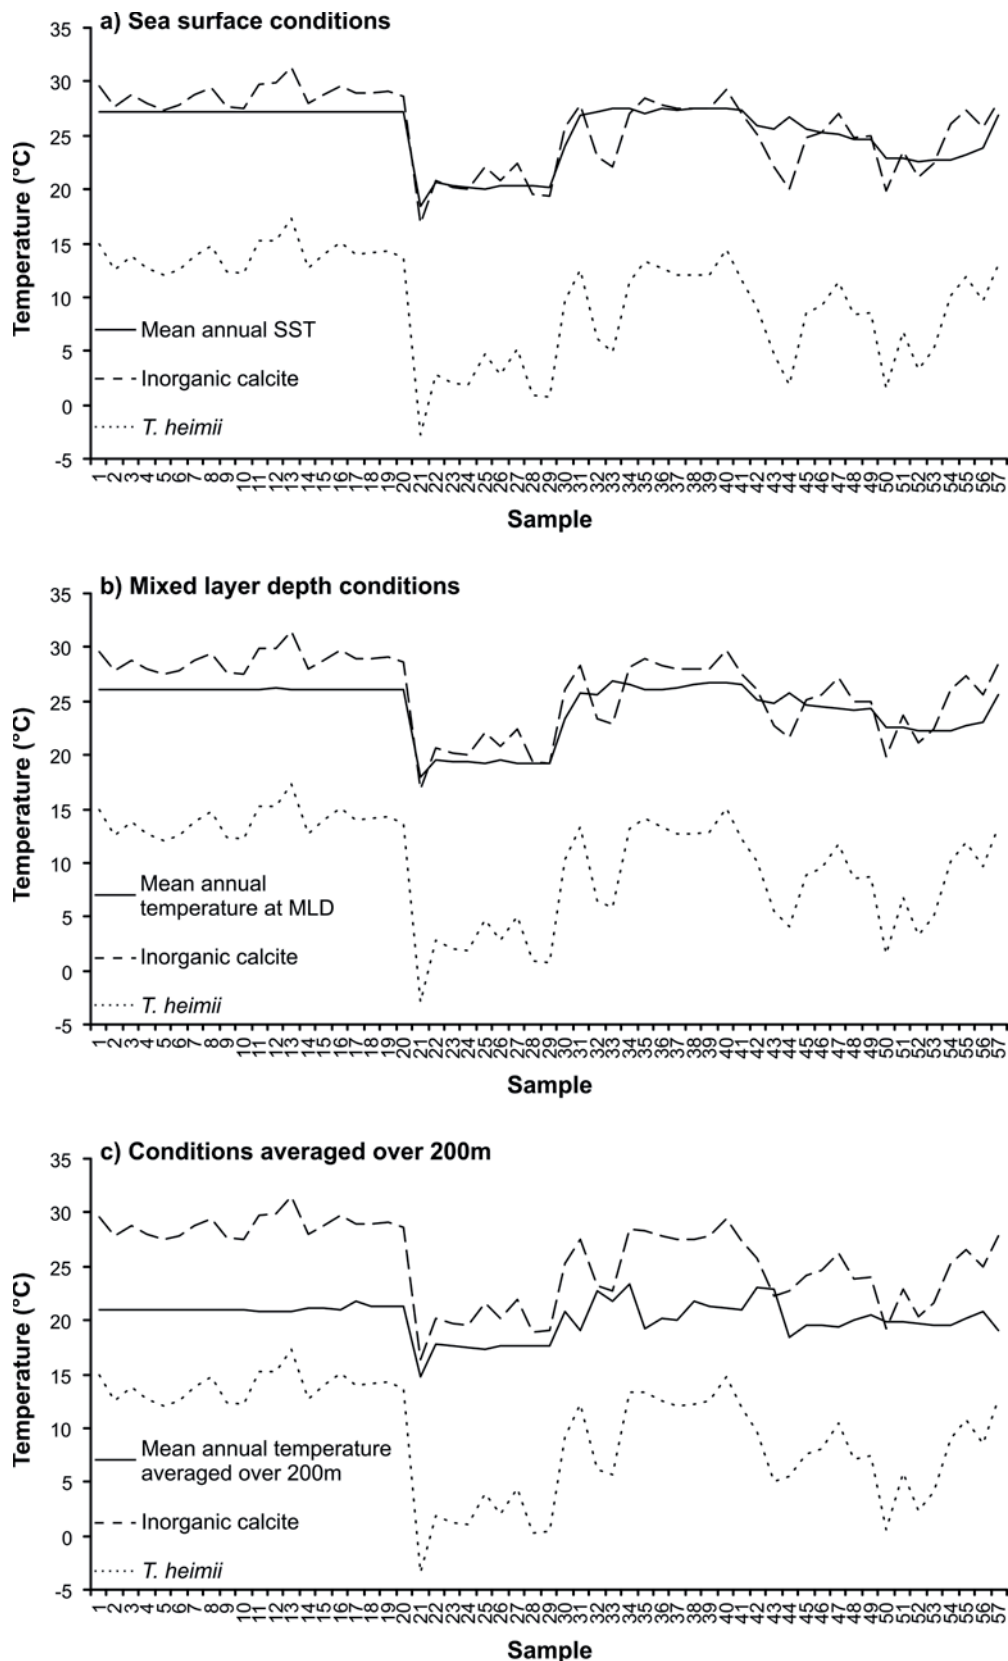 a) Sea surface conditions
35
30
25
20
15
10
5
0
-5
Temperature (°C)
Mean annual SST
Inorganic calcite
T. heimii
1 2 3 4 5 6 7 8 9 10 11 12 13 14 15 16 17 18 19 20 21 22 23 24 25 26 27 28 29 30 31 32 33 34 35 36 37 38 39 40 41 42 43 44 45 46 47 48 49 50 51 52 53 54 55 56 57
Sample
b) Mixed layer depth conditions
35
30
25
20
15
10
5
0
-5
Temperature (°C)
Mean annual
temperature at MLD
Inorganic calcite
T. heimii
1 2 3 4 5 6 7 8 9 10 11 12 13 14 15 16 17 18 19 20 21 22 23 24 25 26 27 28 29 30 31 32 33 34 35 36 37 38 39 40 41 42 43 44 45 46 47 48 49 50 51 52 53 54 55 56 57
Sample
c) Conditions averaged over 200m
35
30
25
20
15
10
5
0
-5
Temperature (°C)
Mean annual temperature
averaged over 200m
Inorganic calcite
T. heimii
1 2 3 4 5 6 7 8 9 10 11 12 13 14 15 16 17 18 19 20 21 22 23 24 25 26 27 28 29 30 31 32 33 34 35 36 37 38 39 40 41 42 43 44 45 46 47 48 49 50 51 52 53 54 55 56 57
Sample